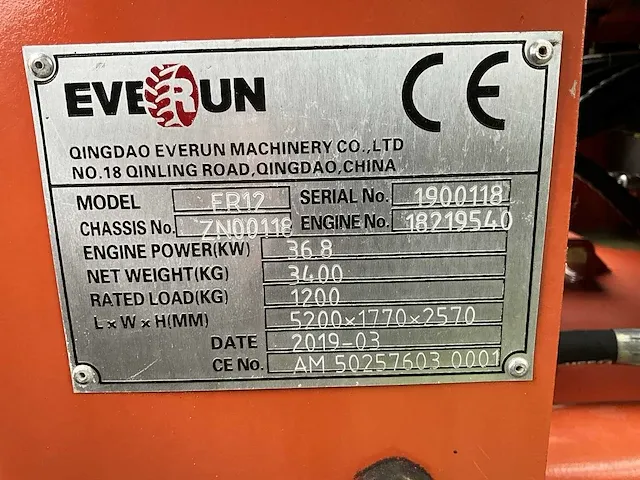 EVERUN CE
QINGDAO EVERUN MACHINERY CO.,LTD
NO.18 QINLING ROAD,QINGDAO,CHINA
MODEL ER12 SERIAL No. 1900118
CHASSIS No. ZN00118 ENGINE No. 18219540
ENGINE POWER(KW) 36.8
NET WEIGHT(KG) 3400
RATED LOAD(KG) 1200
L×W×H(MM) 5200×1770×2570
DATE 2019-03
CE No. AM 50257603 0001